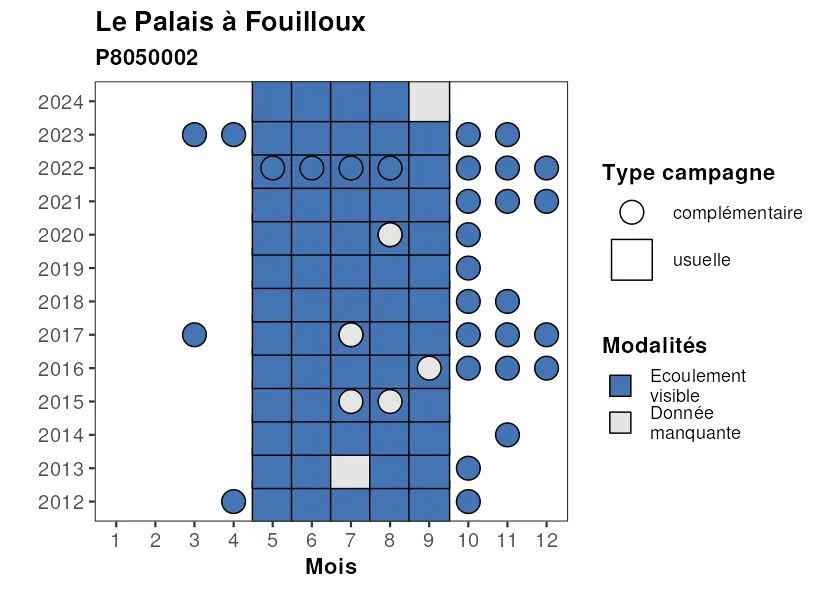 Le Palais à Fouilloux
P8050002
2024
2023
2022
2021
2020
2019
2018
2017
2016
2015
2014
2013
2012
1 2 3 4 5 6 7 8 9 10 11 12
Mois
Type campagne
complémentaire
usuelle
Modalités
Ecoulement
visible
Donnée
manquante